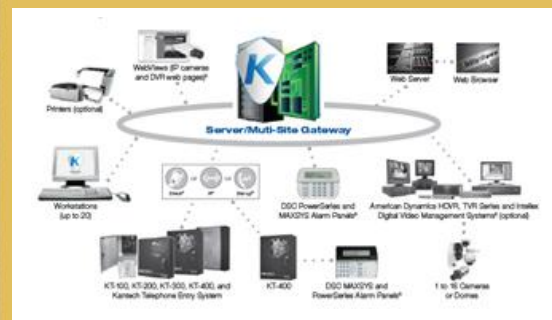 WebViews (IP cameras
and DVR web pages)*
Web Server
Web Browser
Printers (optional)
K
Server/Muti-Site Gateway
K
Workstations
(up to 20)
or
or
DSC PowerSeries and
MAXSYS Alarm Panels*
American Dynamics HDVR, TVR Series and Intellex
Digital Video Management Systems* (optional)
KT-100, KT-200, KT-300, KT-400, and
Kantech Telephone Entry System
KT-400
DSC MAXSYS and
PowerSeries Alarm Panels*
1 to 16 Cameras
or Domes